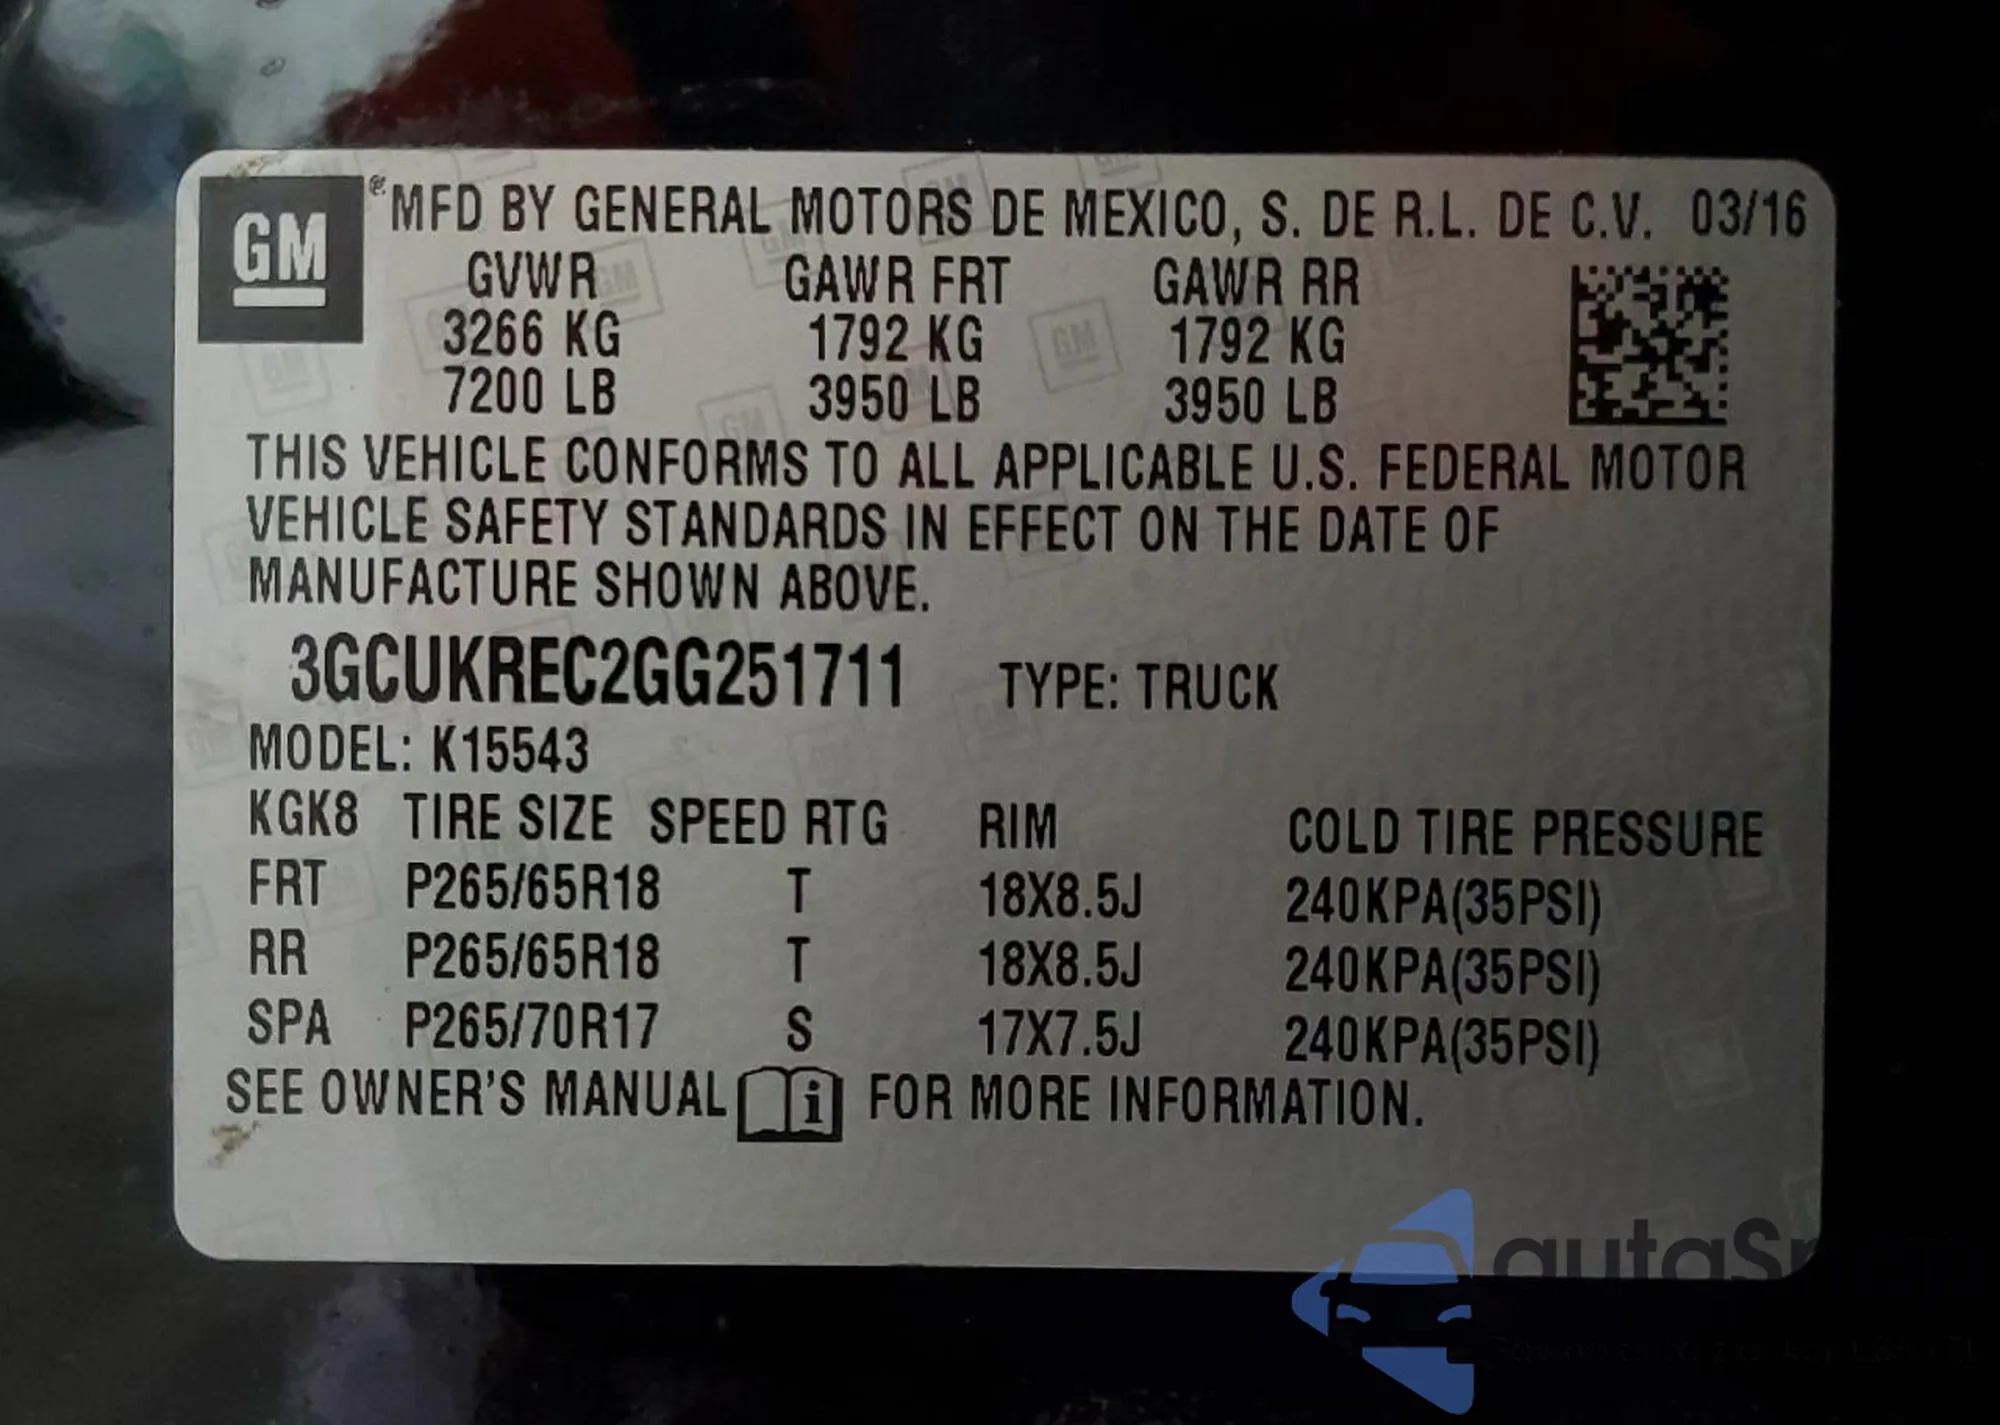 GM
® MFD BY GENERAL MOTORS DE MEXICO, S. DE R.L. DE C.V. 03/16
GVWR GAWR FRT GAWR RR
3266 KG 1792 KG 1792 KG
7200 LB 3950 LB 3950 LB
THIS VEHICLE CONFORMS TO ALL APPLICABLE U.S. FEDERAL MOTOR
VEHICLE SAFETY STANDARDS IN EFFECT ON THE DATE OF
MANUFACTURE SHOWN ABOVE.
3GCUKREC2GG251711 TYPE: TRUCK
MODEL: K15543
KGK8 TIRE SIZE SPEED RTG RIM COLD TIRE PRESSURE
FRT P265/65R18 T 18X8.5J 240KPA(35PSI)
RR P265/65R18 T 18X8.5J 240KPA(35PSI)
SPA P265/70R17 S 17X7.5J 240KPA(35PSI)
SEE OWNER'S MANUAL i FOR MORE INFORMATION.